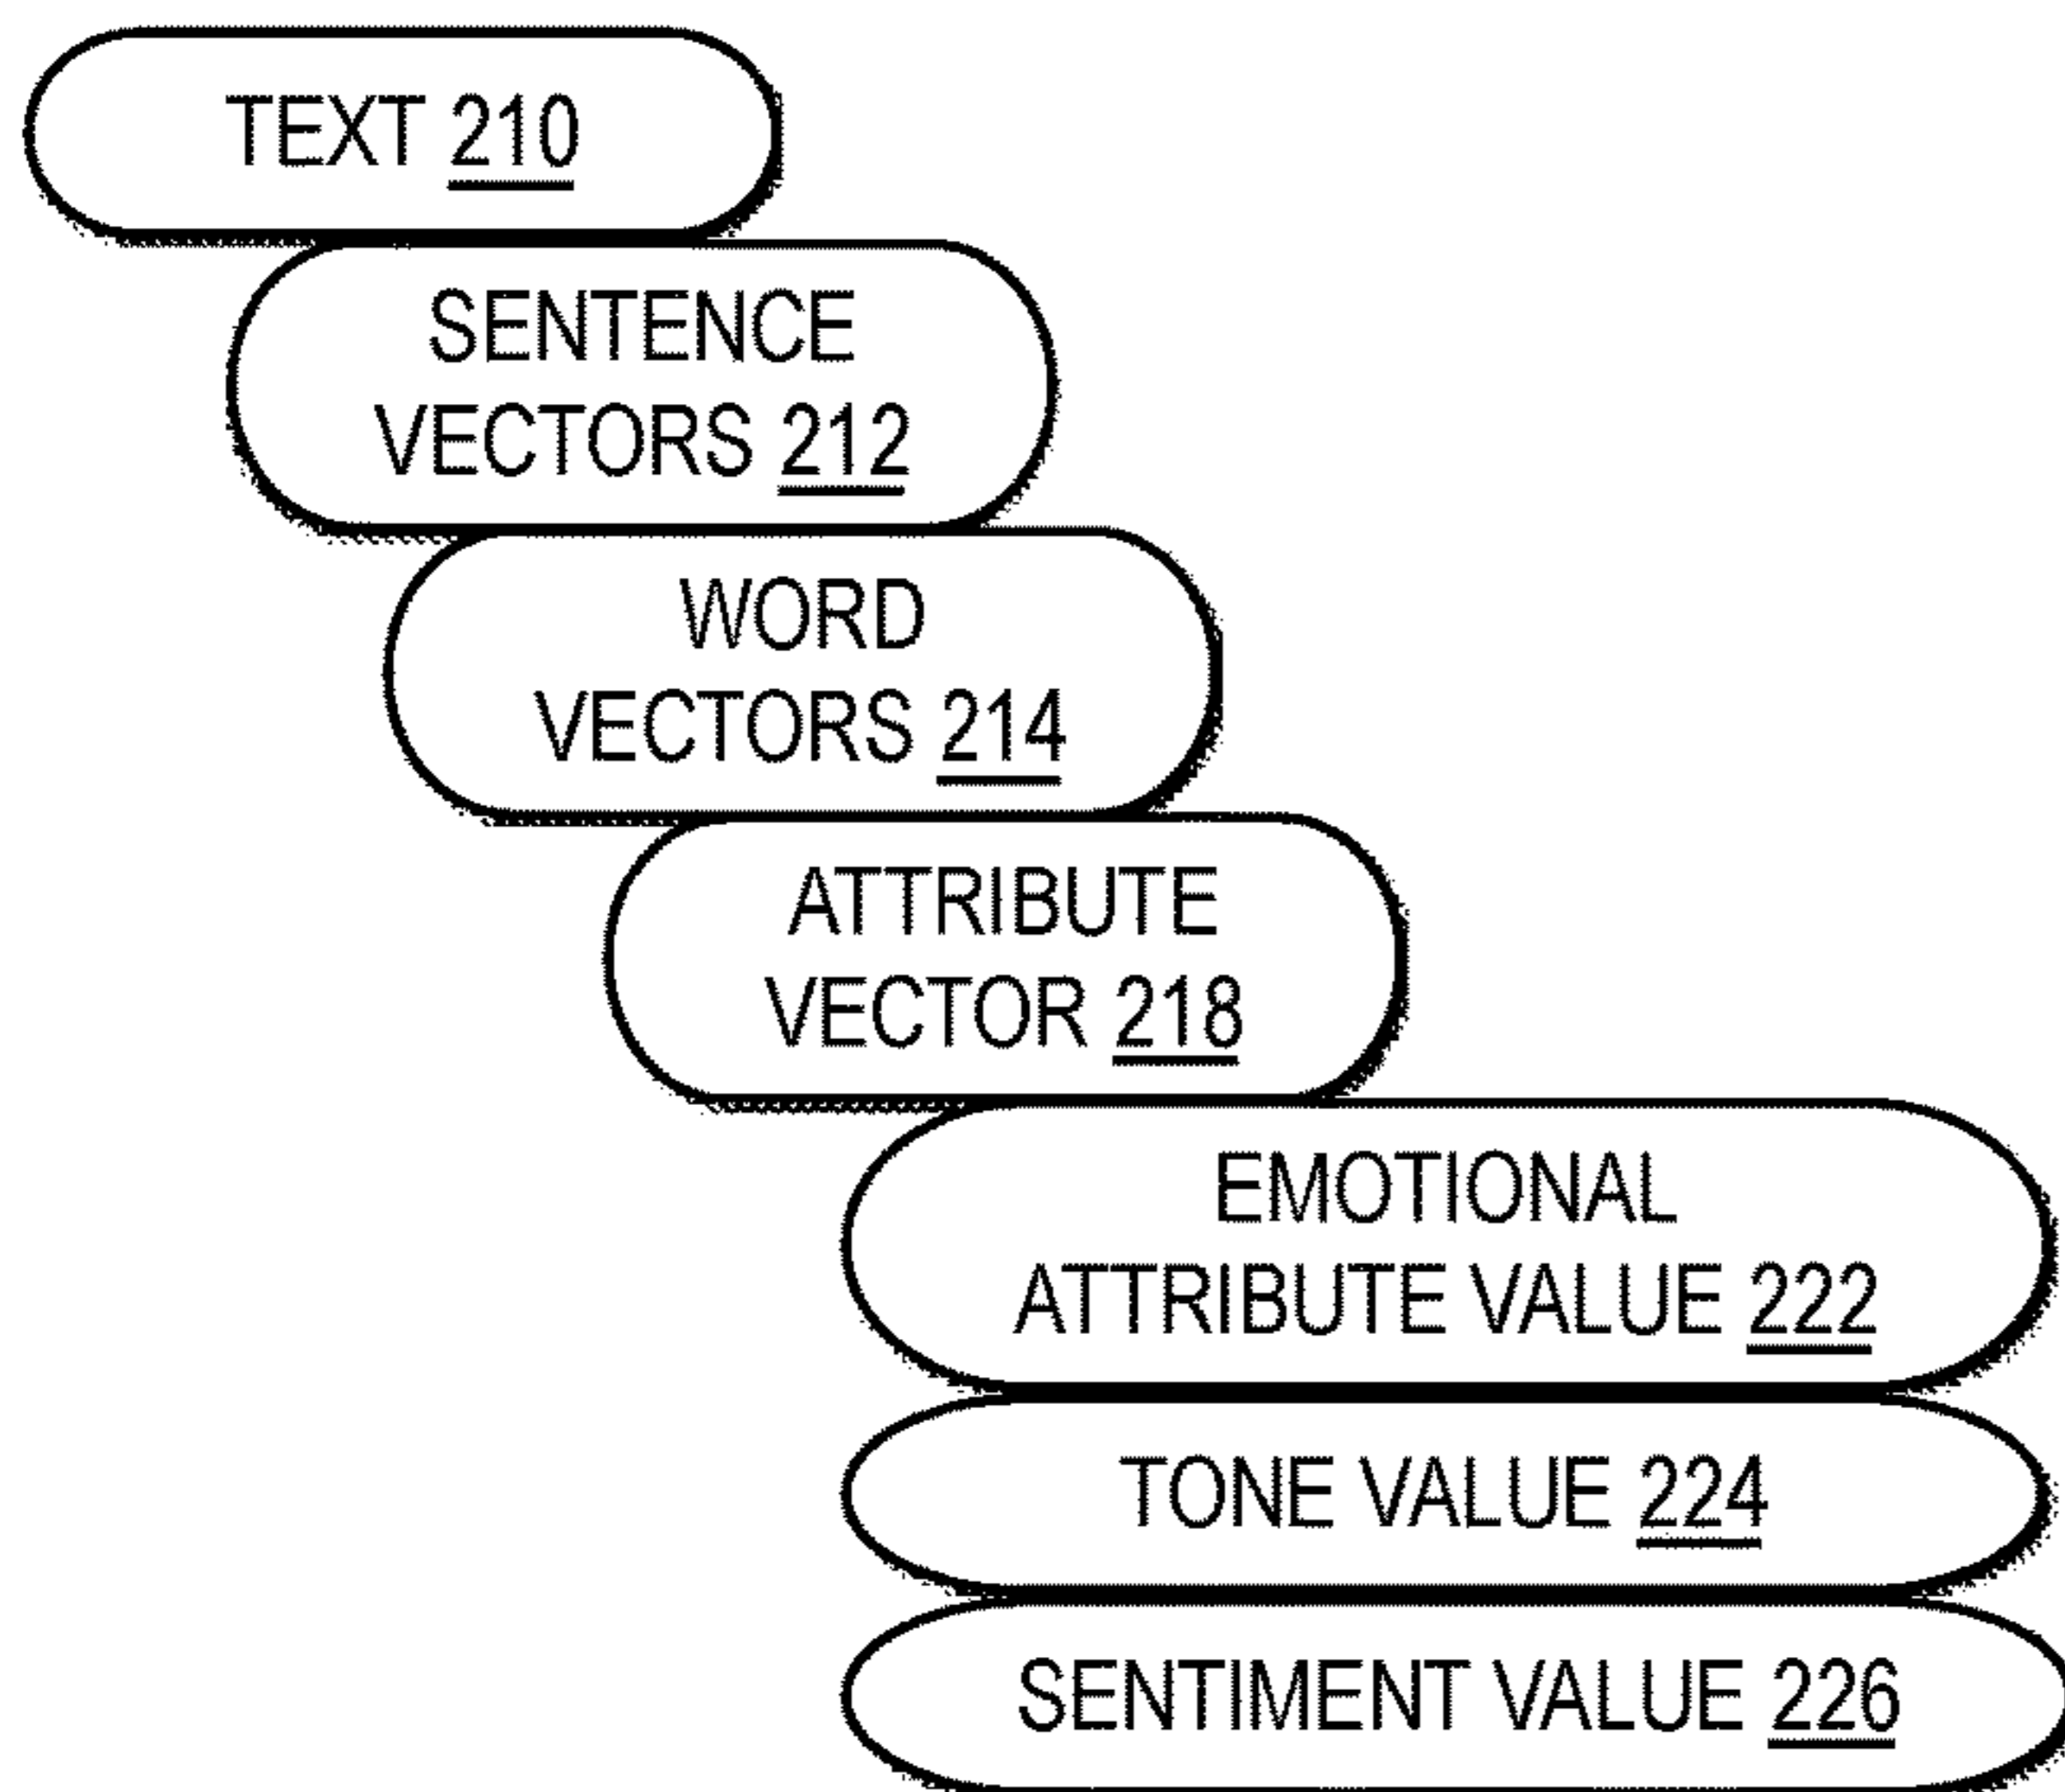 TEXT 210
SENTENCE
VECTORS 212
WORD
VECTORS 214
ATTRIBUTE
VECTOR 218
EMOTIONAL
ATTRIBUTE VALUE 222
TONE VALUE 224
SENTIMENT VALUE 226